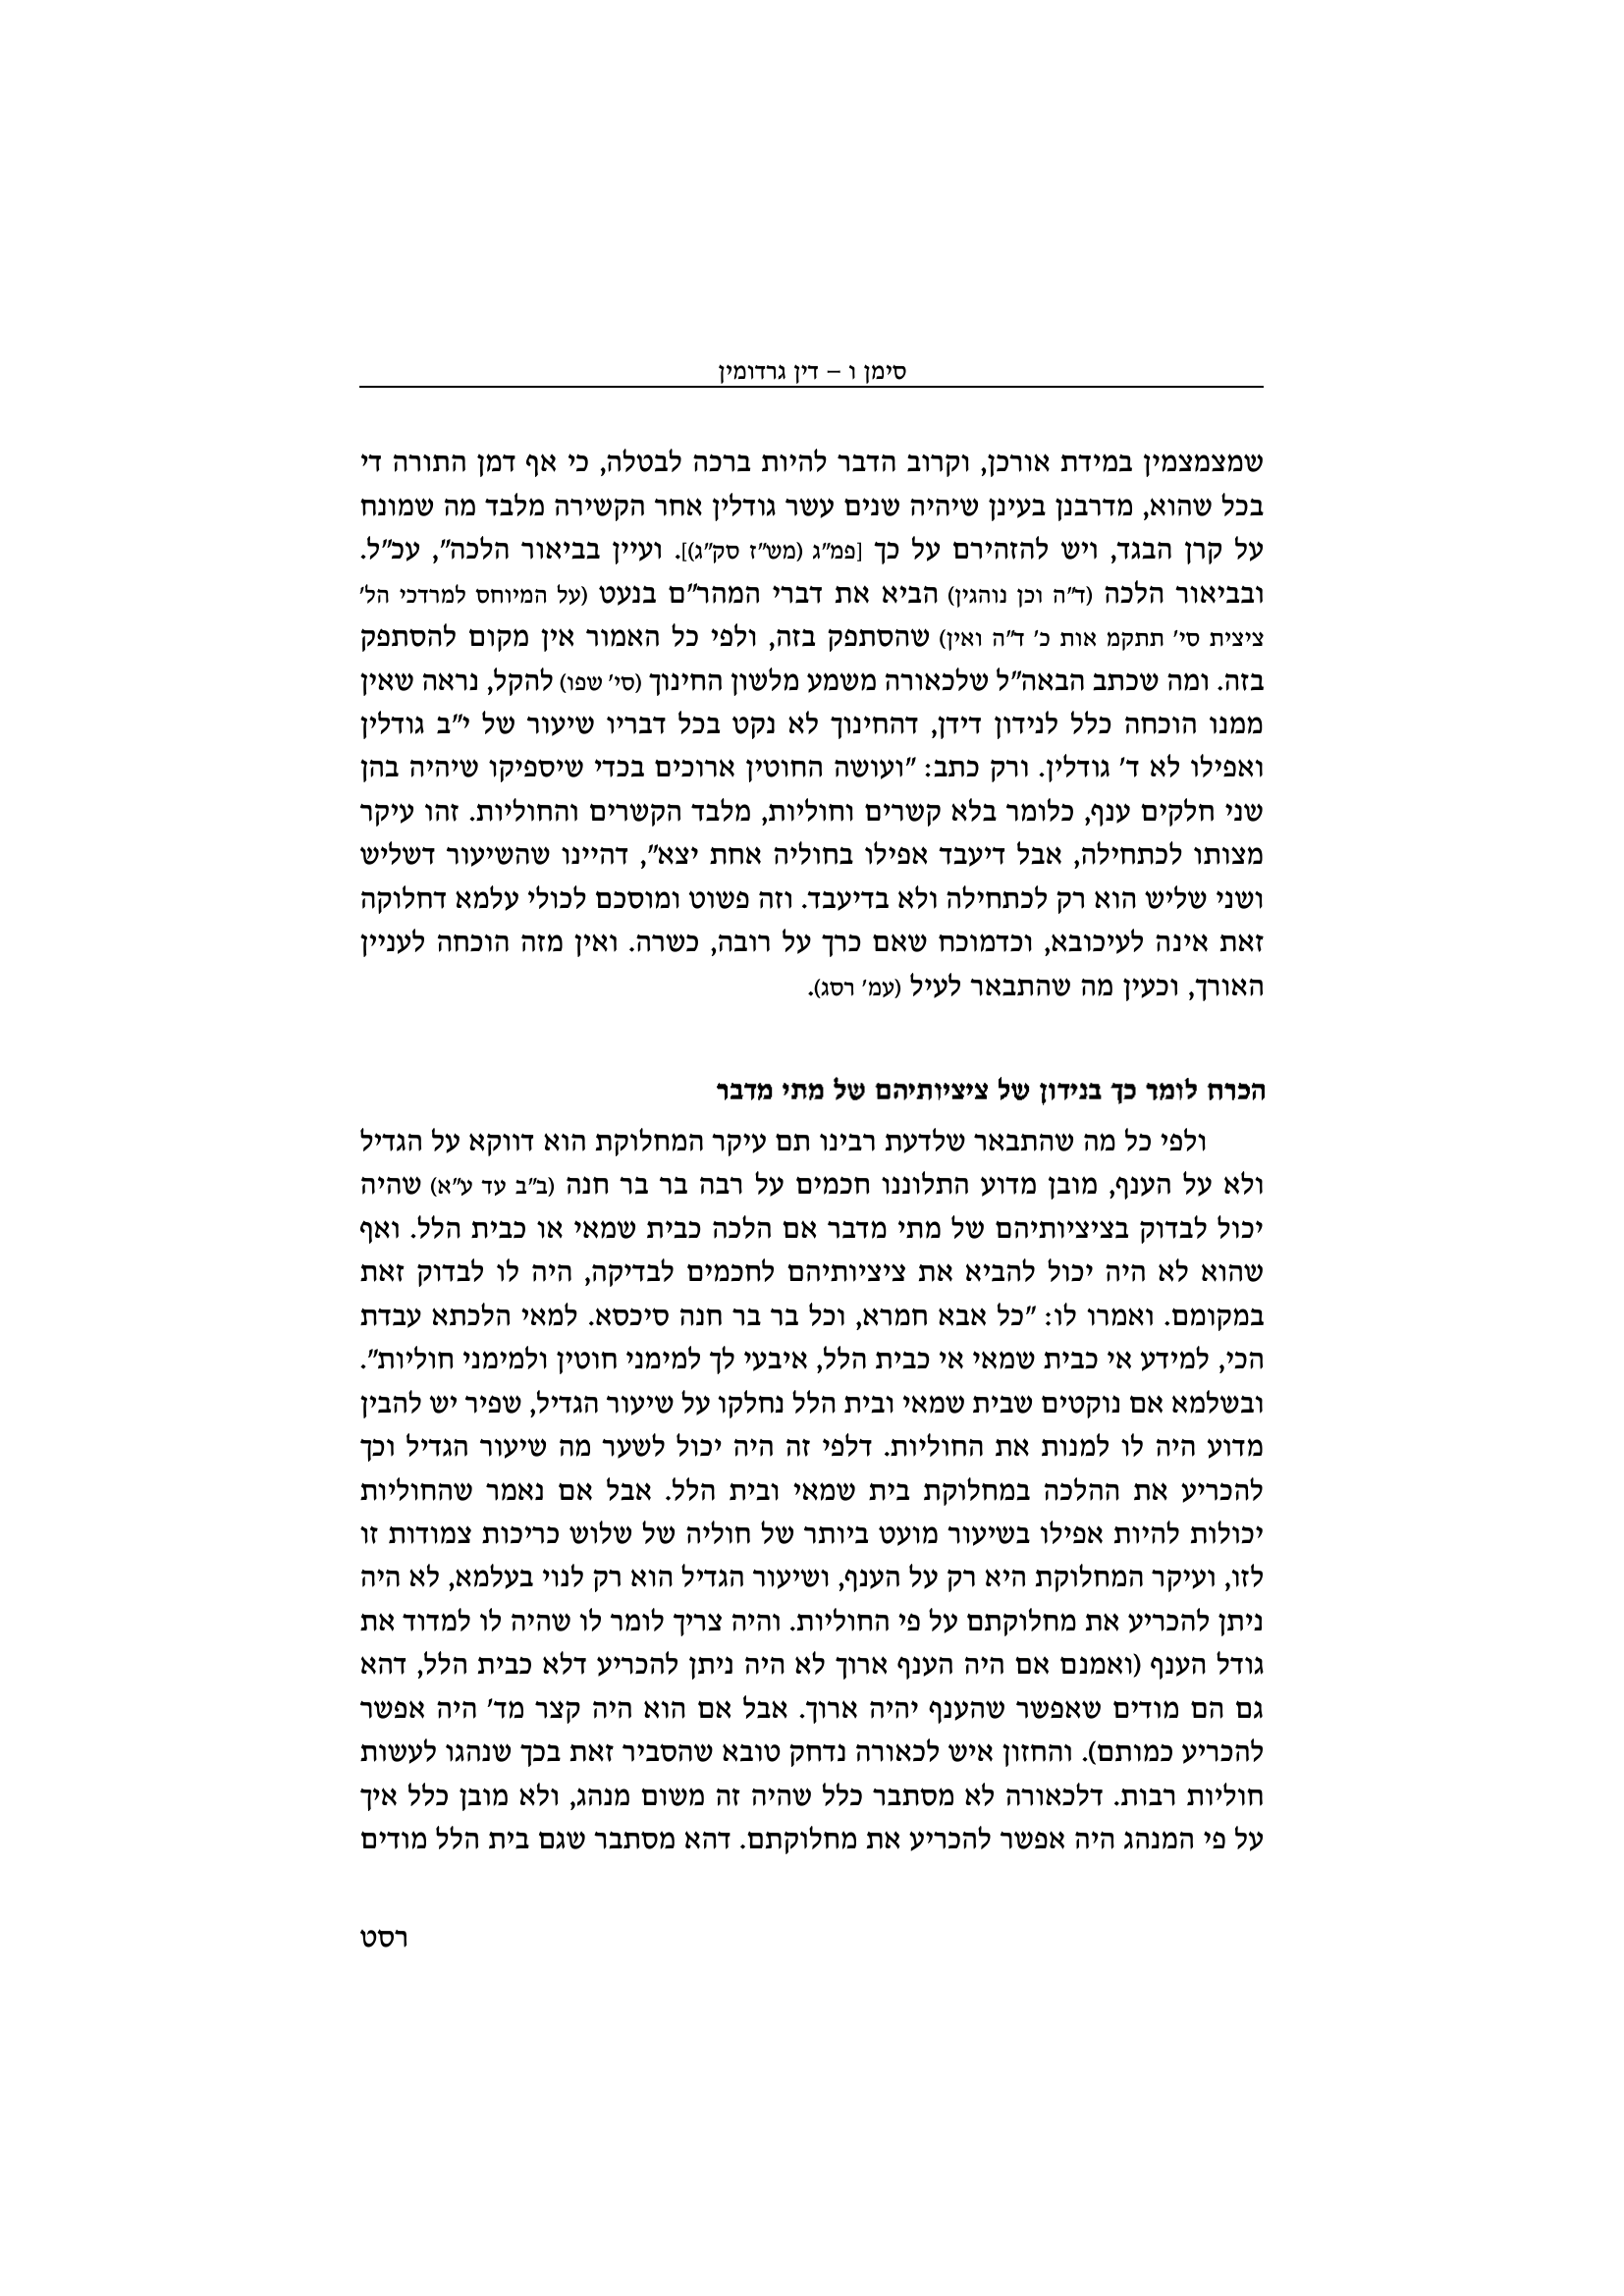 סימן ו – דין גרדומין
שמצמצמין במידת אורכן, וקרוב הדבר להיות ברכה לבטלה, כי אף דמן התורה די
בכל שהוא, מדרבנן בעינן שיהיה שנים עשר גודלין אחר הקשירה מלבד מה שמונח
על קרן הבגד, ויש להזהירם על כך [פמ"ג (מש"ז סק"ג)]. ועיין בביאור הלכה", עכ"ל.
ובביאור הלכה (ד"ה וכן נוהגין) הביא את דברי המהר"ם בנעט (על המיוחס למרדכי הל'
ציצית סי' תתקמ אות כ' ד"ה ואין) שהסתפק בזה, ולפי כל האמור אין מקום להסתפק
בזה. ומה שכתב הבאה"ל שלכאורה משמע מלשון החינוך (סי' שפו) להקל, נראה שאין
ממנו הוכחה כלל לנידון דידן, דהחינוך לא נקט בכל דבריו שיעור של י"ב גודלין
ואפילו לא ד' גודלין. ורק כתב: "ועושה החוטין ארוכים בכדי שיספיקו שיהיה בהן
שני חלקים ענף, כלומר בלא קשרים וחוליות, מלבד הקשרים והחוליות. זהו עיקר
מצותו לכתחילה, אבל דיעבד אפילו בחוליה אחת יצא", דהיינו שהשיעור דשליש
ושני שליש הוא רק לכתחילה ולא בדיעבד. וזה פשוט ומוסכם לכולי עלמא דחלוקה
זאת אינה לעיכובא, וכדמוכח שאם כרך על רובה, כשרה. ואין מזה הוכחה לעניין
האורך, וכעין מה שהתבאר לעיל (עמ' רסג).
הכרח לומר כך בנידון של ציציותיהם של מתי מדבר
ולפי כל מה שהתבאר שלדעת רבינו תם עיקר המחלוקת הוא דווקא על הגדיל
ולא על הענף, מובן מדוע התלוננו חכמים על רבה בר בר חנה (ב"ב עד ע"א) שהיה
יכול לבדוק בציציותיהם של מתי מדבר אם הלכה כבית שמאי או כבית הלל. ואף
שהוא לא היה יכול להביא את ציציותיהם לחכמים לבדיקה, היה לו לבדוק זאת
במקומם. ואמרו לו: "כל אבא חמרא, וכל בר בר חנה סיכסא. למאי הלכתא עבדת
הכי, למידע אי כבית שמאי אי כבית הלל, איבעי לך למימני חוטין ולמימני חוליות".
ובשלמא אם נוקטים שבית שמאי ובית הלל נחלקו על שיעור הגדיל, שפיר יש להבין
מדוע היה לו למנות את החוליות. דלפי זה היה יכול לשער מה שיעור הגדיל וכך
להכריע את ההלכה במחלוקת בית שמאי ובית הלל. אבל אם נאמר שהחוליות
יכולות להיות אפילו בשיעור מועט ביותר של חוליה של שלוש כריכות צמודות זו
לזו, ועיקר המחלוקת היא רק על הענף, ושיעור הגדיל הוא רק לנוי בעלמא, לא היה
ניתן להכריע את מחלוקתם על פי החוליות. והיה צריך לומר לו שהיה לו למדוד את
גודל הענף (ואמנם אם היה הענף ארוך לא היה ניתן להכריע דלא כבית הלל, דהא
גם הם מודים שאפשר שהענף יהיה ארוך. אבל אם הוא היה קצר מד' היה אפשר
להכריע כמותם). והחזון איש לכאורה נדחק טובא שהסביר זאת בכך שנהגו לעשות
חוליות רבות. דלכאורה לא מסתבר כלל שהיה זה משום מנהג, ולא מובן כלל איך
על פי המנהג היה אפשר להכריע את מחלוקתם. דהא מסתבר שגם בית הלל מודים
רסט